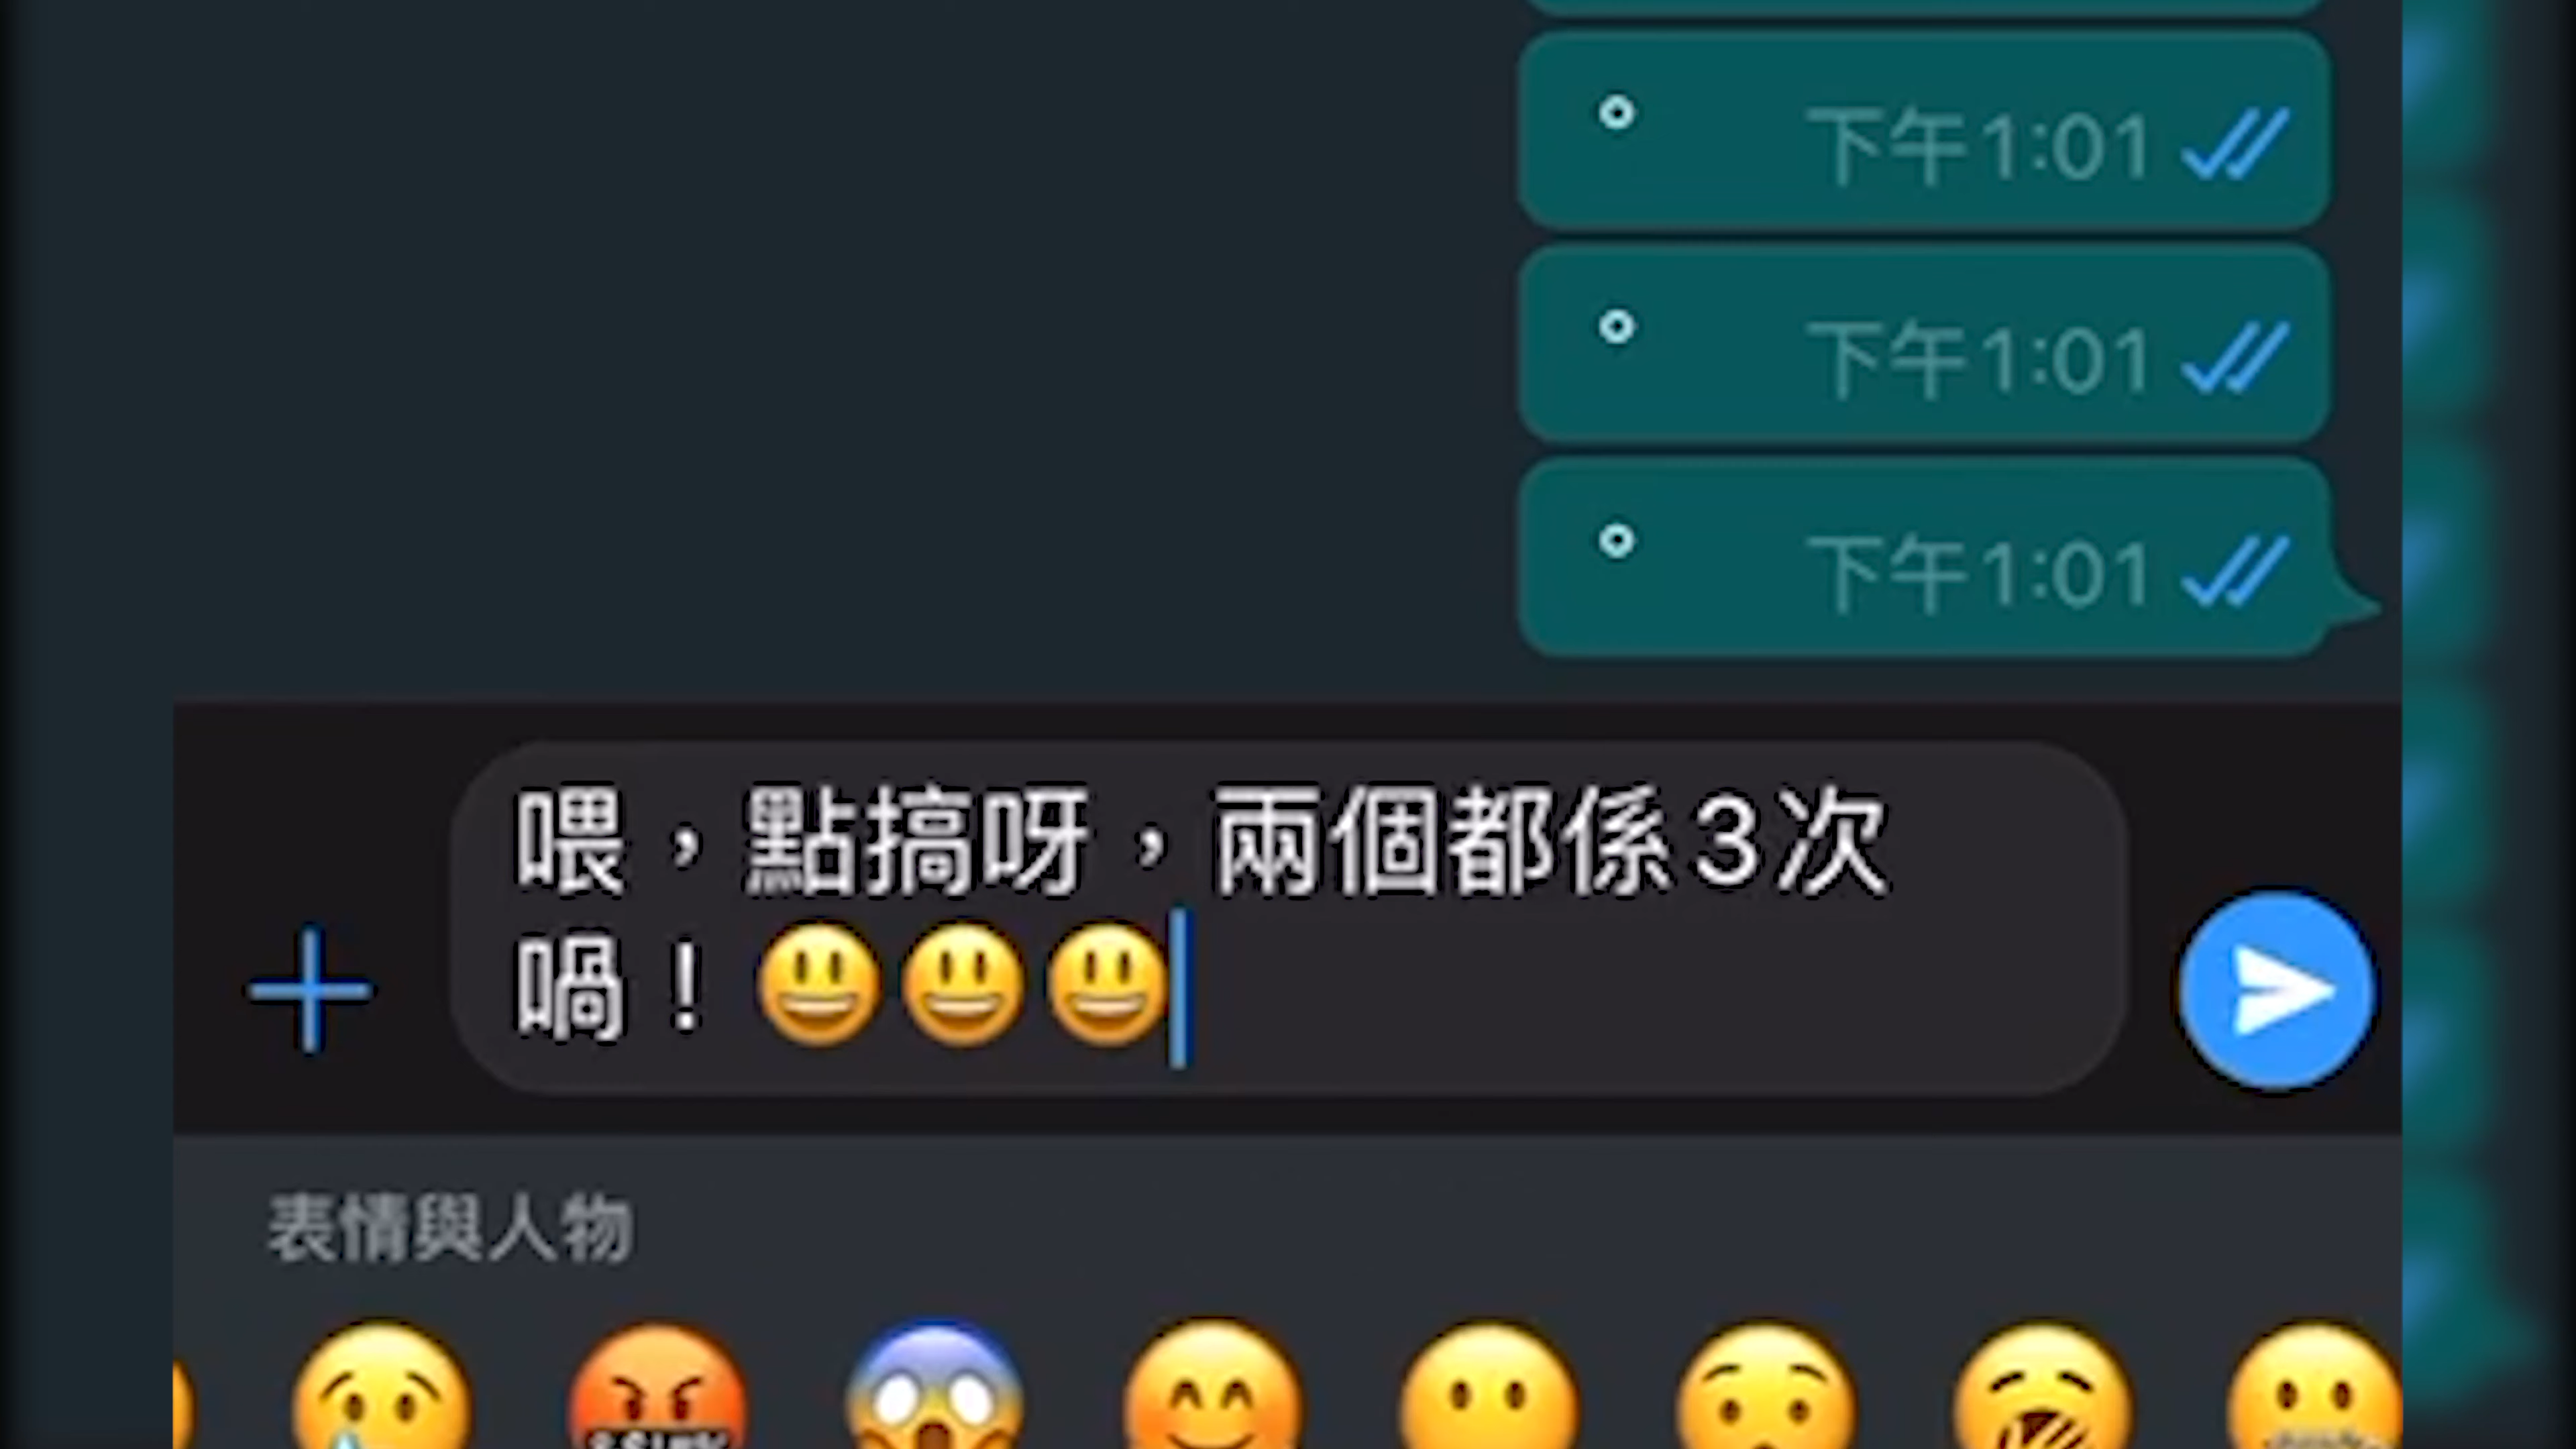 。 下午1:01
。 下午1:01
。 下午1:01
喂，點搞呀，兩個都係3次
喎！😃😃😃
表情與人物